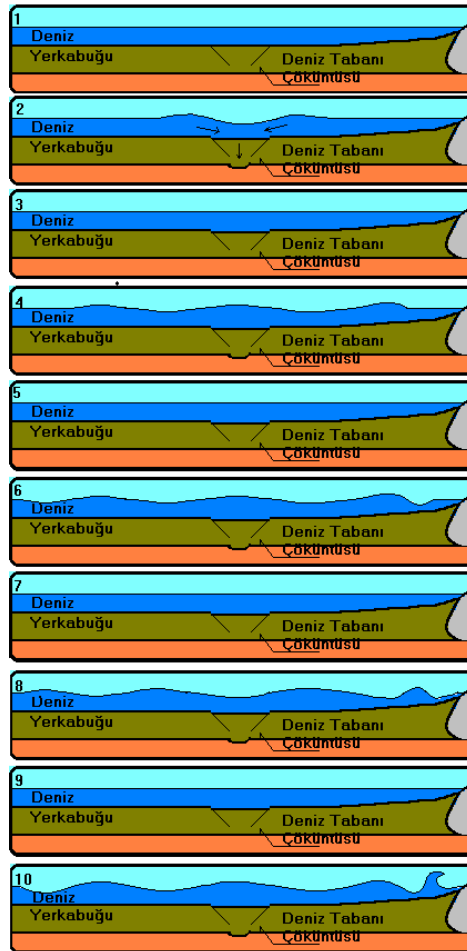 1
Deniz
Yerkabuğu
Deniz Tabanı
Çöküntüsü
2
Deniz
Yerkabuğu
Deniz Tabanı
Çöküntüsü
3
Deniz
Yerkabuğu
Deniz Tabanı
Çöküntüsü
4
Deniz
Yerkabuğu
Deniz Tabanı
Çöküntüsü
5
Deniz
Yerkabuğu
Deniz Tabanı
Çöküntüsü
6
Deniz
Yerkabuğu
Deniz Tabanı
Çöküntüsü
7
Deniz
Yerkabuğu
Deniz Tabanı
Çöküntüsü
8
Deniz
Yerkabuğu
Deniz Tabanı
Çöküntüsü
9
Deniz
Yerkabuğu
Deniz Tabanı
Çöküntüsü
10
Deniz
Yerkabuğu
Deniz Tabanı
Çöküntüsü